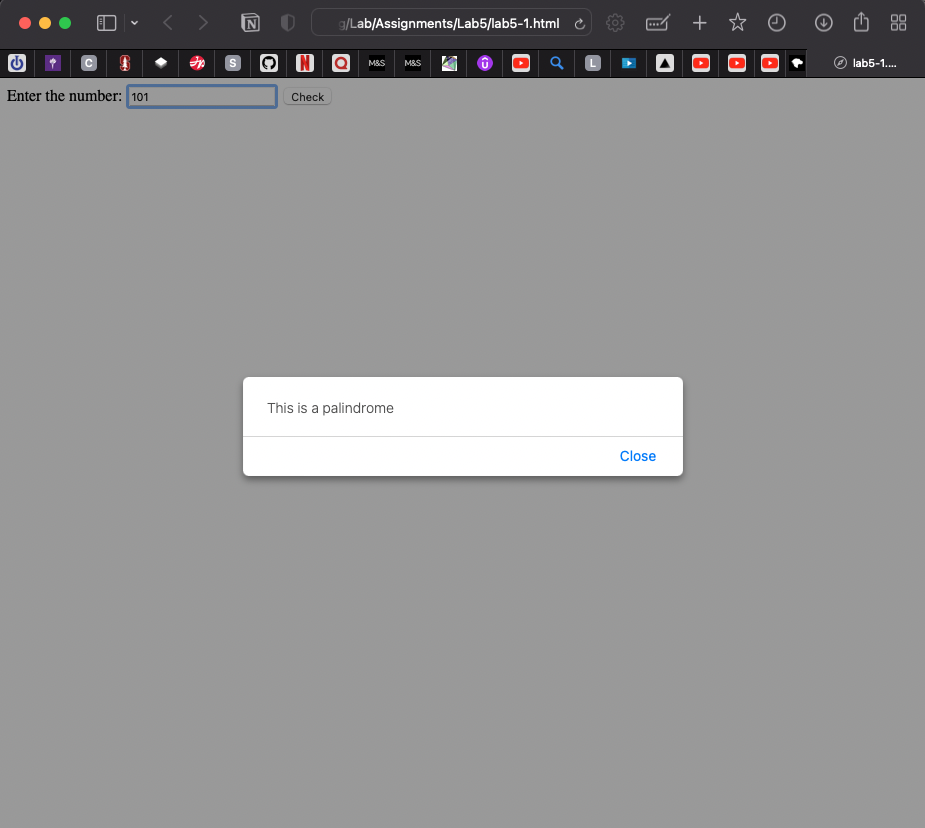 g/Lab/Assignments/Lab5/lab5-1.html
C
S
M&S
M&S
L
lab5-1....
Enter the number: 101 Check
This is a palindrome
Close